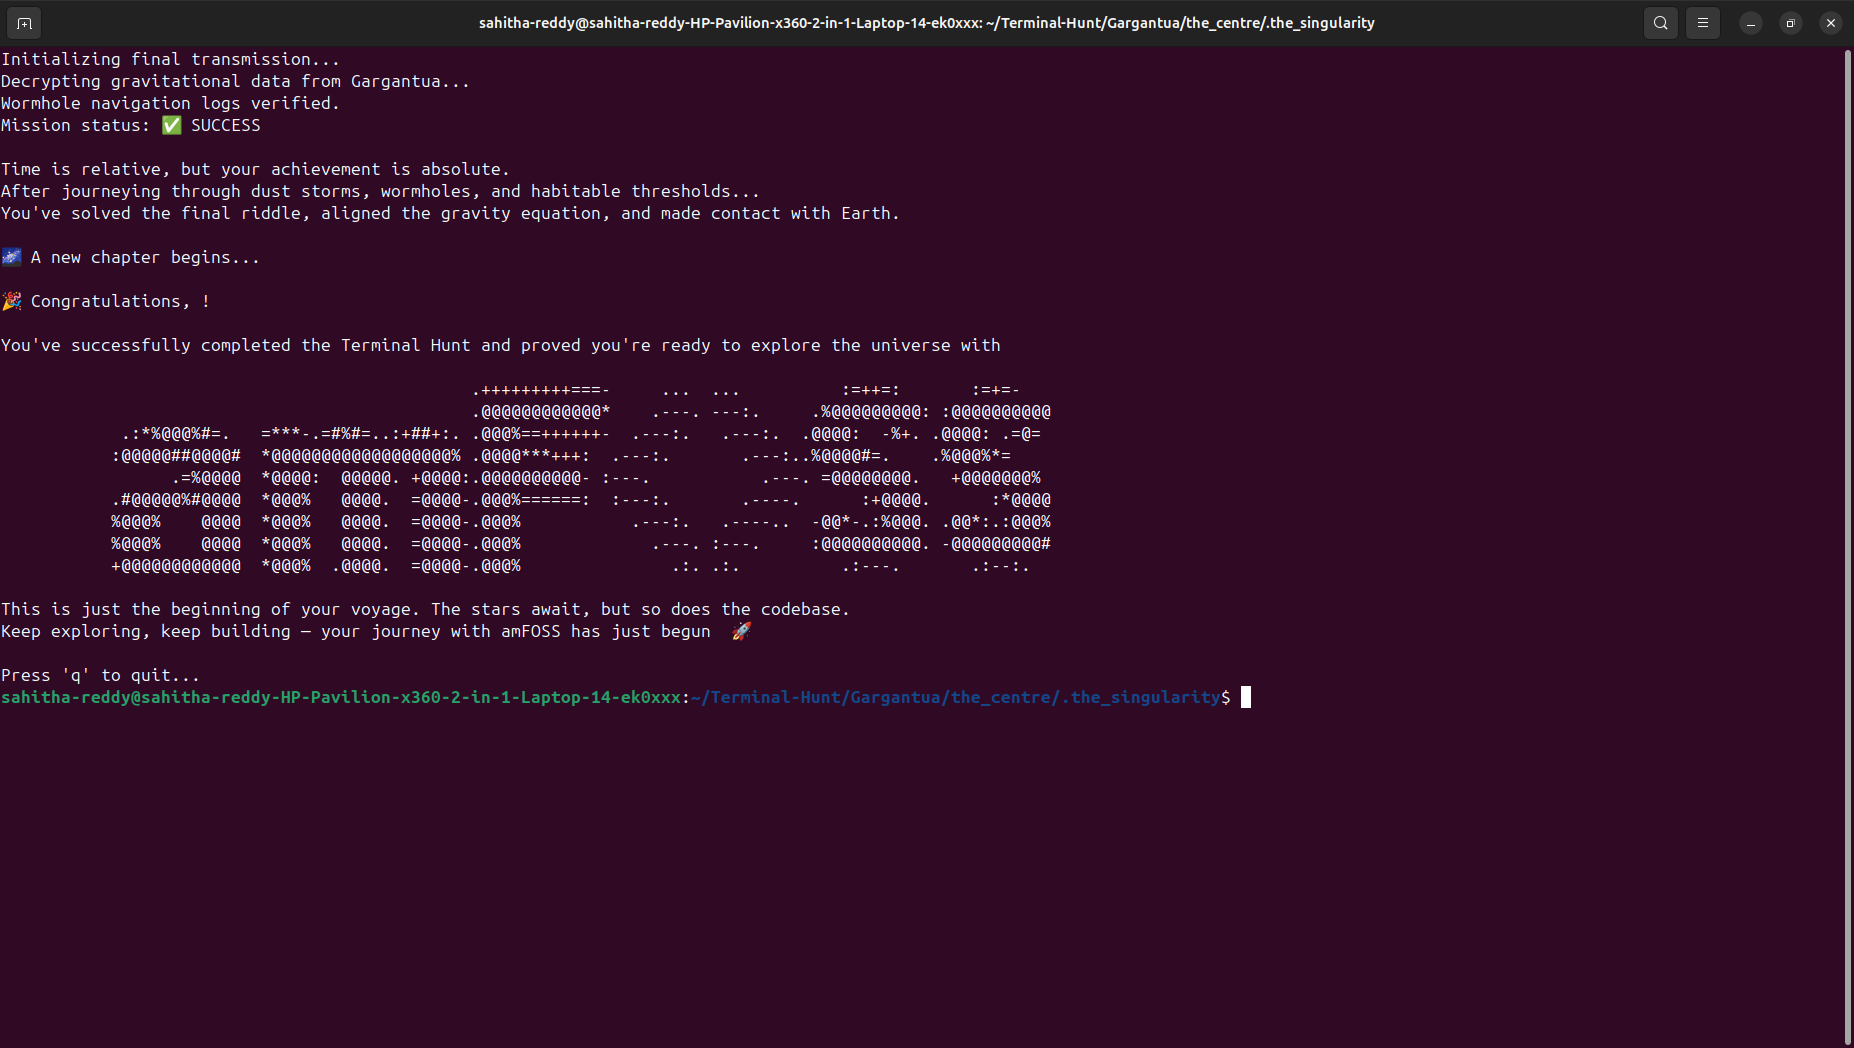 sahitha-reddy@sahitha-reddy-HP-Pavilion-x360-2-in-1-Laptop-14-ek0xxx: ~/Terminal-Hunt/Gargantua/the_centre/.the_singularity
Initializing final transmission...
Decrypting gravitational data from Gargantua...
Wormhole navigation logs verified.
Mission status: ✅ SUCCESS
Time is relative, but your achievement is absolute.
After journeying through dust storms, wormholes, and habitable thresholds...
You've solved the final riddle, aligned the gravity equation, and made contact with Earth.
🌌 A new chapter begins...
🎉 Congratulations, !
You've successfully completed the Terminal Hunt and proved you're ready to explore the universe with
                                               .+++++++++===-     ...  ...          :=++=:       :=+=-
                                               .@@@@@@@@@@@@*    .---. ---:.     .%@@@@@@@@@: :@@@@@@@@@@
            .:*%@@@%#=.   =***-.=#%#=..:+##+:. .@@@%==++++++-  .---:.   .---:.  .@@@@:  -%+. .@@@@: .=@=
           :@@@@@##@@@@#  *@@@@@@@@@@@@@@@@@@% .@@@@***+++:  .---:.       .---:..%@@@@#=.    .%@@@%*=
                 .=%@@@@  *@@@@:  @@@@@. +@@@@:.@@@@@@@@@@- :---.           .---. =@@@@@@@@.   +@@@@@@@%
           .#@@@@@%#@@@@  *@@@%   @@@@.  =@@@@-.@@@%======:  :---:.       .----.      :+@@@@.      :*@@@@
           %@@@%    @@@@  *@@@%   @@@@.  =@@@@-.@@@%           .---:.   .----..  -@@*-.:%@@@. .@@*:.:@@@%
           %@@@%    @@@@  *@@@%   @@@@.  =@@@@-.@@@%             .---. :---.     :@@@@@@@@@@. -@@@@@@@@@#
           +@@@@@@@@@@@@  *@@@%  .@@@@.  =@@@@-.@@@%               .:. .:.          .:---.       .:--:.
This is just the beginning of your voyage. The stars await, but so does the codebase.
Keep exploring, keep building — your journey with amFOSS has just begun  🚀
Press 'q' to quit...
sahitha-reddy@sahitha-reddy-HP-Pavilion-x360-2-in-1-Laptop-14-ek0xxx:~/Terminal-Hunt/Gargantua/the_centre/.the_singularity$